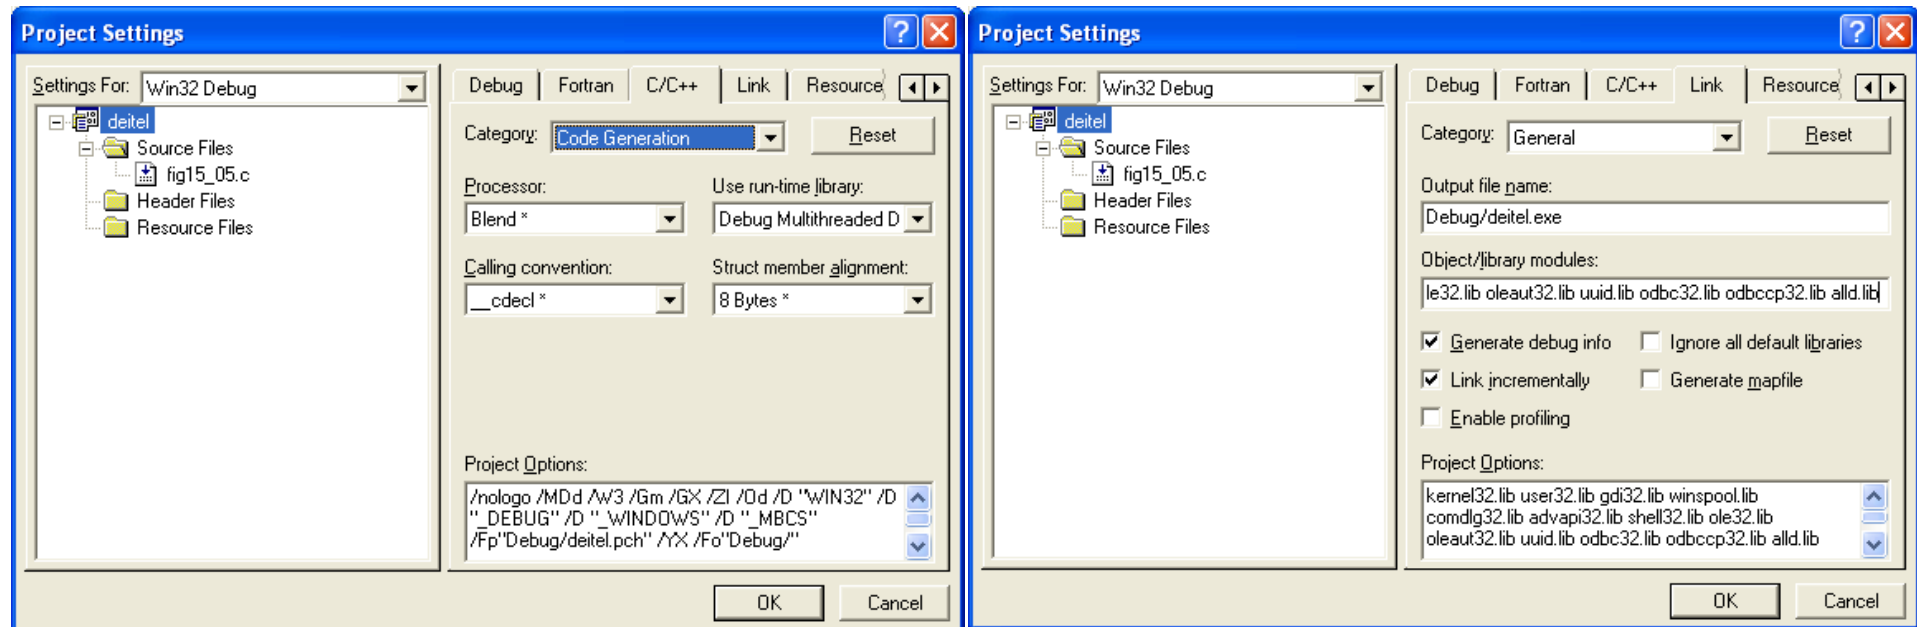 Project Settings
Settings For: Win32 Debug
deitel
Source Files
fig15_05.c
Header Files
Resource Files
Debug Fortran C/C++ Link Resource
Category: Code Generation Reset
Processor: Use run-time library:
Blend * Debug Multithreaded D
Calling convention: Struct member alignment:
__cdecl * 8 Bytes *
Project Options:
/nologo /MDd /W3 /Gm /GX /ZI /Od /D "WIN32" /D
"_DEBUG" /D "_WINDOWS" /D "_MBCS"
/Fp"Debug/deitel.pch" /YX /Fo"Debug/"
OK Cancel
Project Settings
Settings For: Win32 Debug
deitel
Source Files
fig15_05.c
Header Files
Resource Files
Debug Fortran C/C++ Link Resource
Category: General Reset
Output file name:
Debug/deitel.exe
Object/library modules:
le32.lib oleaut32.lib uuid.lib odbc32.lib odbccp32.lib alld.lib
Generate debug info Ignore all default libraries
Link incrementally Generate mapfile
Enable profiling
Project Options:
kernel32.lib user32.lib gdi32.lib winspool.lib
comdlg32.lib advapi32.lib shell32.lib ole32.lib
oleaut32.lib uuid.lib odbc32.lib odbccp32.lib alld.lib
OK Cancel